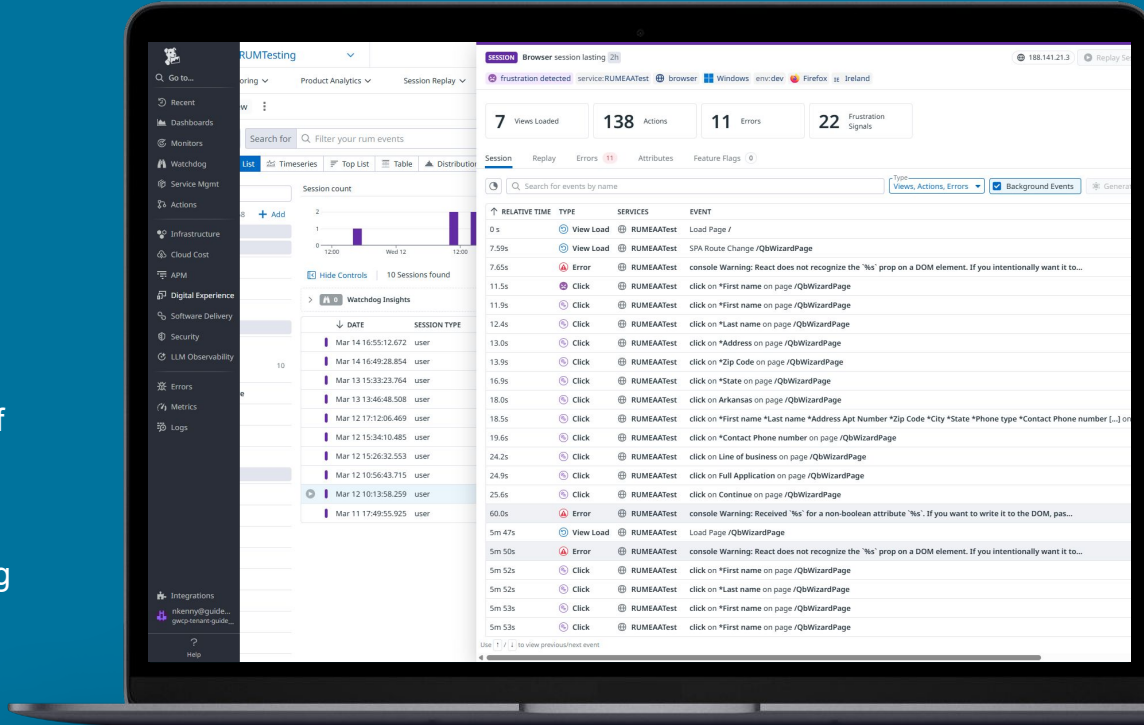 f
g
Go to...
Recent
Dashboards
Monitors
Watchdog
Service Mgmt
Actions
Infrastructure
Cloud Cost
APM
Digital Experience
Software Delivery
Security
LLM Observability
Errors
Metrics
Logs
Integrations
nkenny@guide...
gwcp-tenant-guide_
?
Help
RUMTesting
oring
Product Analytics
Session Replay
w
Search for
Filter your rum events
List
Timeseries
Top List
Table
Distribution
+ Add
10
e
Session count
2
1
0
12:00
Wed 12
12:00
Hide Controls
10 Sessions found
0
Watchdog Insights
↓ DATE SESSION TYPE
Mar 14 16:55:12.672 user
Mar 14 16:49:28.854 user
Mar 13 15:33:23.764 user
Mar 13 13:46:48.508 user
Mar 12 17:12:06.469 user
Mar 12 15:34:10.485 user
Mar 12 15:26:32.553 user
Mar 12 10:56:43.715 user
Mar 12 10:13:58.259 user
Mar 11 17:49:55.925 user
SESSION Browser session lasting 2h
188.141.21.3
Replay Se
frustration detected service:RUMEAATest browser Windows env:dev Firefox IE Ireland
7 Views Loaded
138 Actions
11 Errors
22 Frustration
Signals
Session Replay Errors 11 Attributes Feature Flags 0
Search for events by name
Type
Views, Actions, Errors
Background Events
Generat
↑ RELATIVE TIME TYPE SERVICES EVENT
0 s View Load RUMEAATest Load Page /
7.59s View Load RUMEAATest SPA Route Change /QbWizardPage
7.65s Error RUMEAATest console Warning: React does not recognize the `%s` prop on a DOM element. If you intentionally want it to...
11.5s Click RUMEAATest click on *First name on page /QbWizardPage
11.9s Click RUMEAATest click on *First name on page /QbWizardPage
12.4s Click RUMEAATest click on *Last name on page /QbWizardPage
13.0s Click RUMEAATest click on *Address on page /QbWizardPage
13.9s Click RUMEAATest click on *Zip Code on page /QbWizardPage
16.9s Click RUMEAATest click on *State on page /QbWizardPage
18.0s Click RUMEAATest click on Arkansas on page /QbWizardPage
18.5s Click RUMEAATest click on *First name *Last name *Address Apt Number *Zip Code *City *State *Phone type *Contact Phone number [...] on
19.6s Click RUMEAATest click on *Contact Phone number on page /QbWizardPage
24.2s Click RUMEAATest click on Line of business on page /QbWizardPage
24.9s Click RUMEAATest click on Full Application on page /QbWizardPage
25.6s Click RUMEAATest click on Continue on page /QbWizardPage
60.0s Error RUMEAATest console Warning: Received `%s` for a non-boolean attribute `%s`. If you want to write it to the DOM, pas...
5m 47s View Load RUMEAATest Load Page /QbWizardPage
5m 50s Error RUMEAATest console Warning: React does not recognize the `%s` prop on a DOM element. If you intentionally want it to...
5m 52s Click RUMEAATest click on *First name on page /QbWizardPage
5m 52s Click RUMEAATest click on *Last name on page /QbWizardPage
5m 53s Click RUMEAATest click on *First name on page /QbWizardPage
5m 53s Click RUMEAATest click on *First name on page /QbWizardPage
Use ↑ / ↓ to view previous/next event